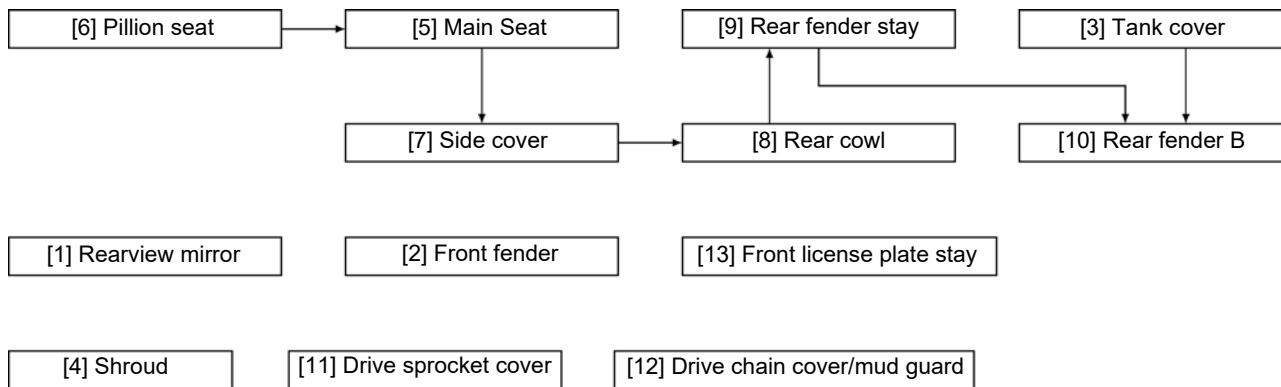 [6] Pillion seat
[5] Main Seat
[9] Rear fender stay
[3] Tank cover
[7] Side cover
[8] Rear cowl
[10] Rear fender B
[1] Rearview mirror
[2] Front fender
[13] Front license plate stay
[4] Shroud
[11] Drive sprocket cover
[12] Drive chain cover/mud guard